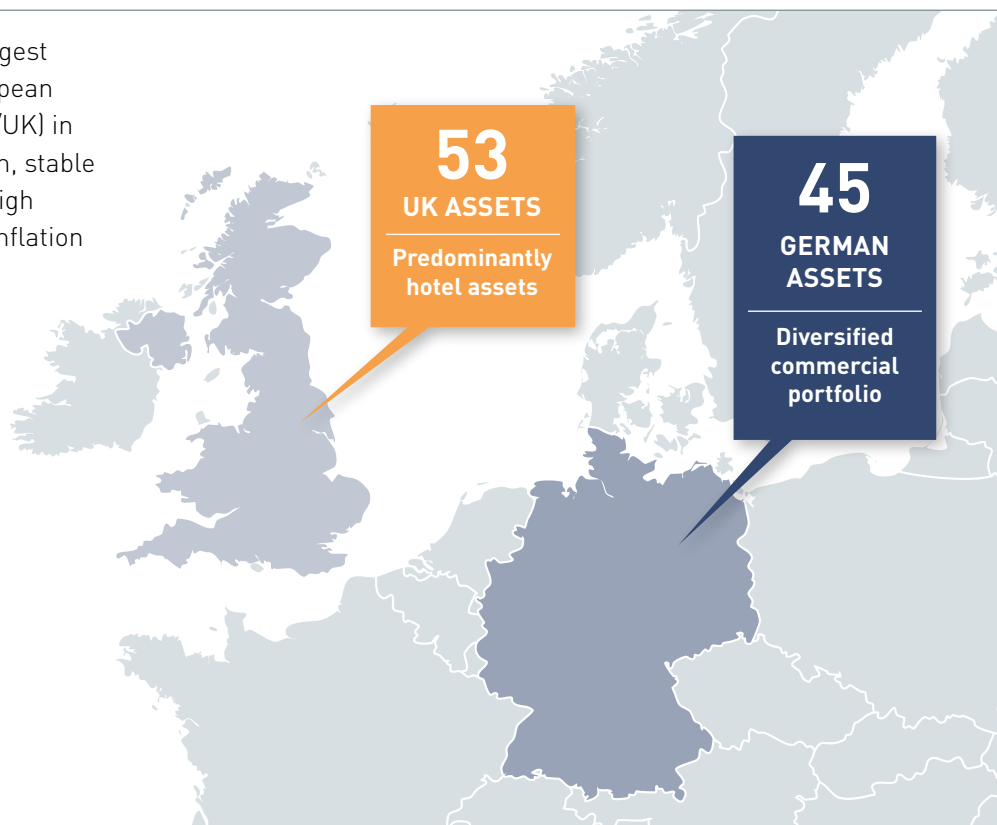 gest
pean
/UK) in
n, stable
igh
nflation
53
UK ASSETS
Predominantly
hotel assets
45
GERMAN
ASSETS
Diversified
commercial
portfolio